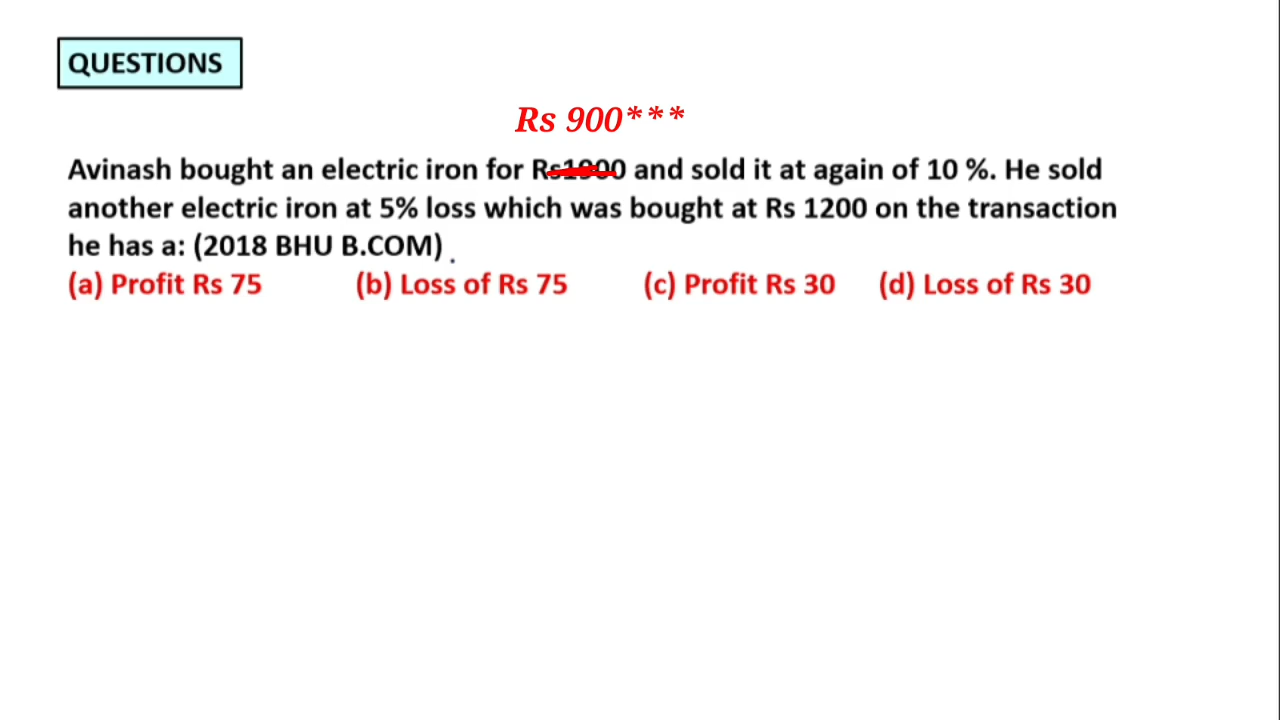 QUESTIONS
Rs 900***
Avinash bought an electric iron for Rs1000 and sold it at again of 10 %. He sold
another electric iron at 5% loss which was bought at Rs 1200 on the transaction
he has a: (2018 BHU B.COM) .
(a) Profit Rs 75 (b) Loss of Rs 75 (c) Profit Rs 30 (d) Loss of Rs 30